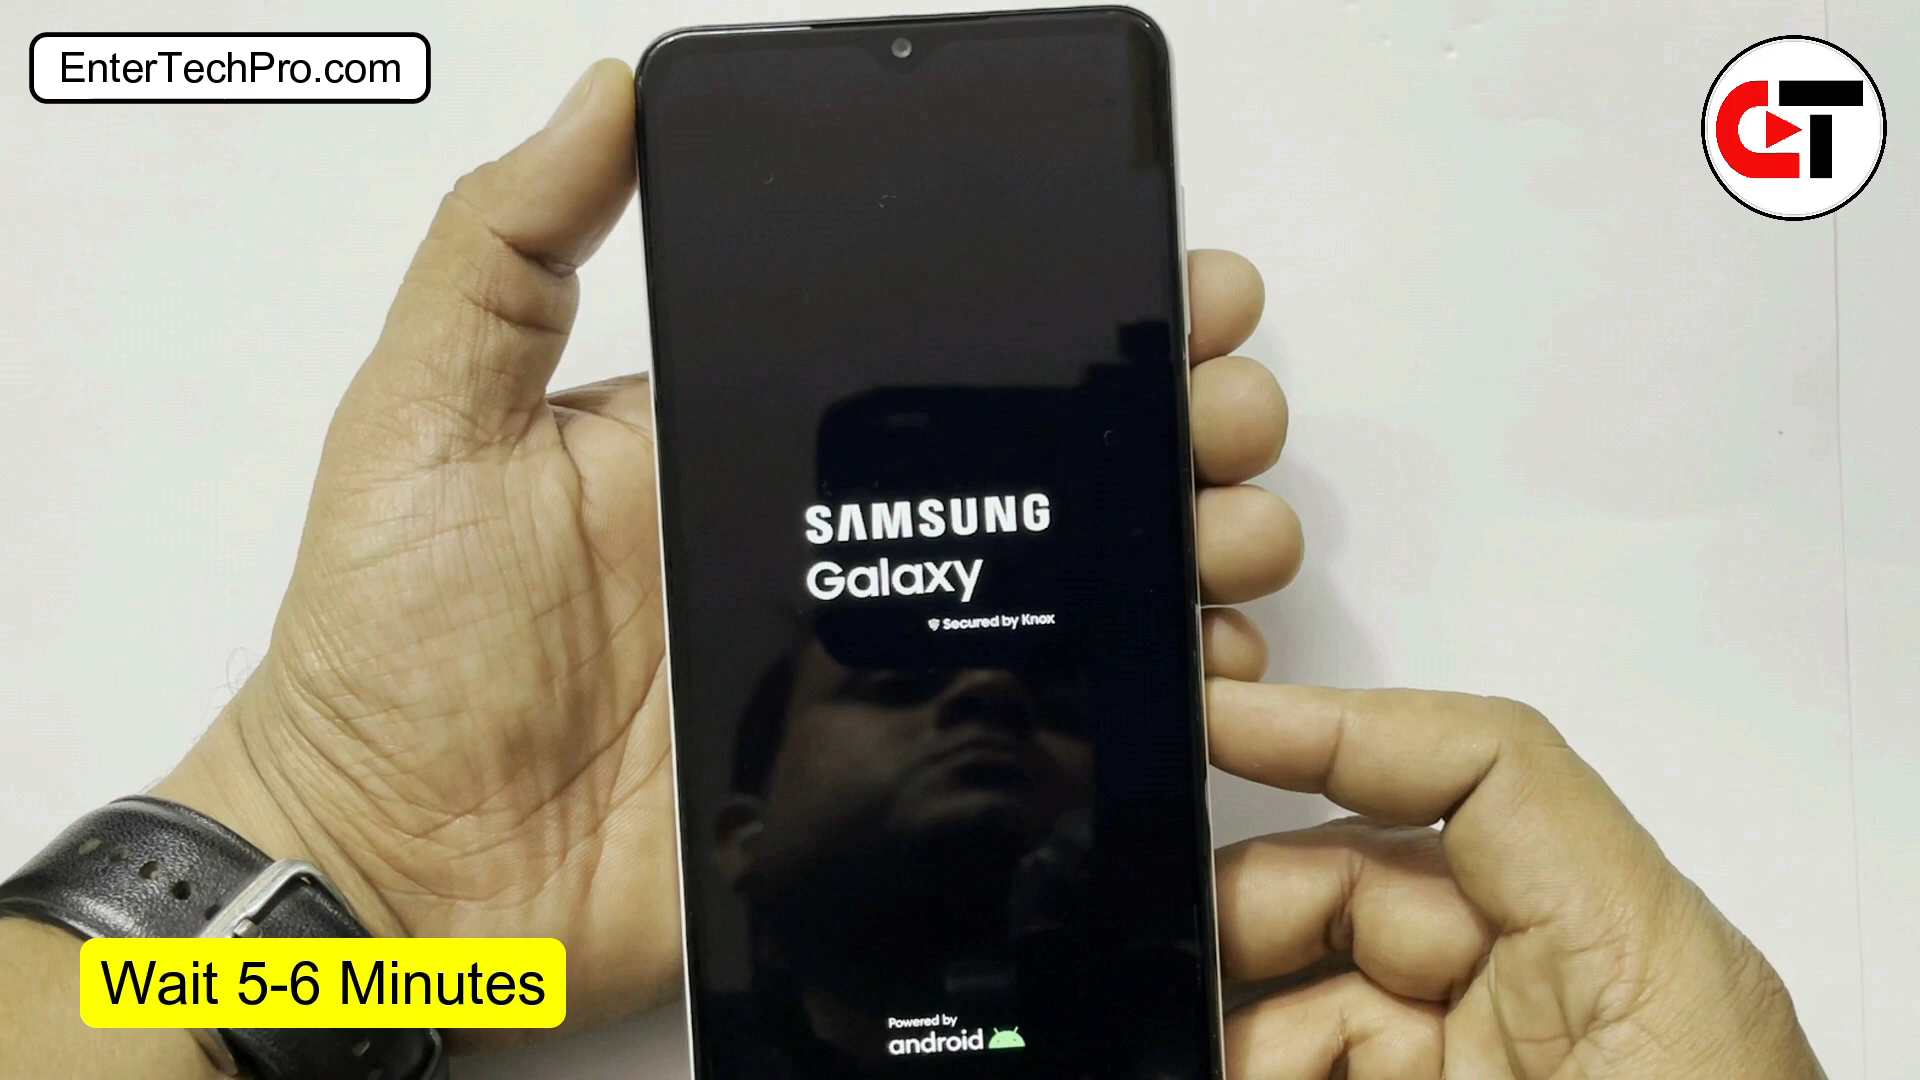 EnterTechPro.com
SAMSUNG
Galaxy
Secured by Knox
Wait 5-6 Minutes
Powered by
android